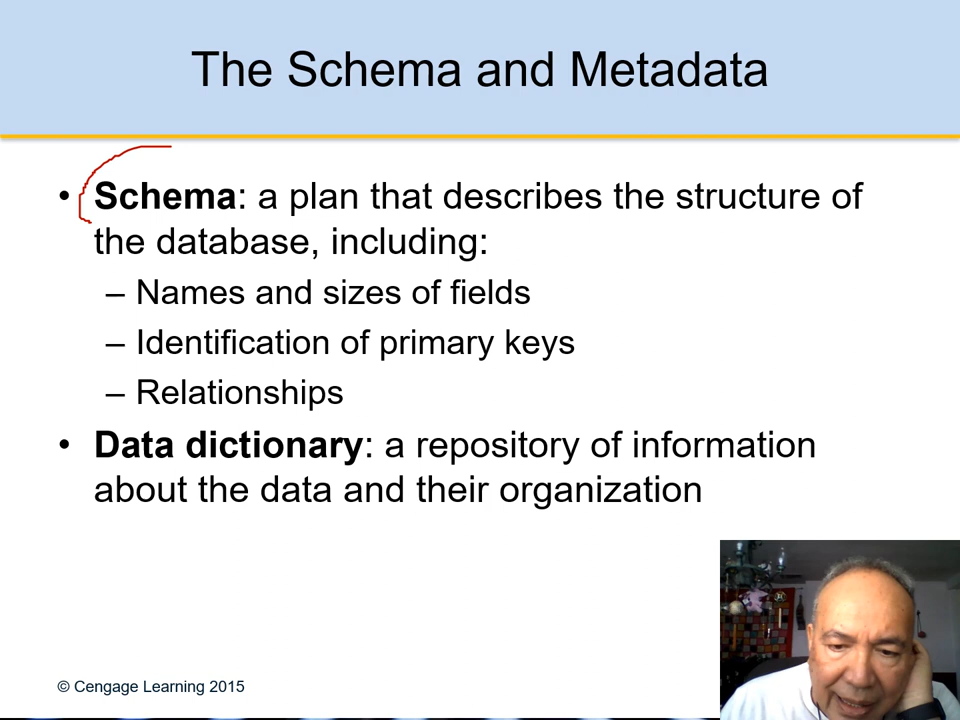 The Schema and Metadata
• Schema: a plan that describes the structure of
the database, including:
– Names and sizes of fields
– Identification of primary keys
– Relationships
• Data dictionary: a repository of information
about the data and their organization
© Cengage Learning 2015